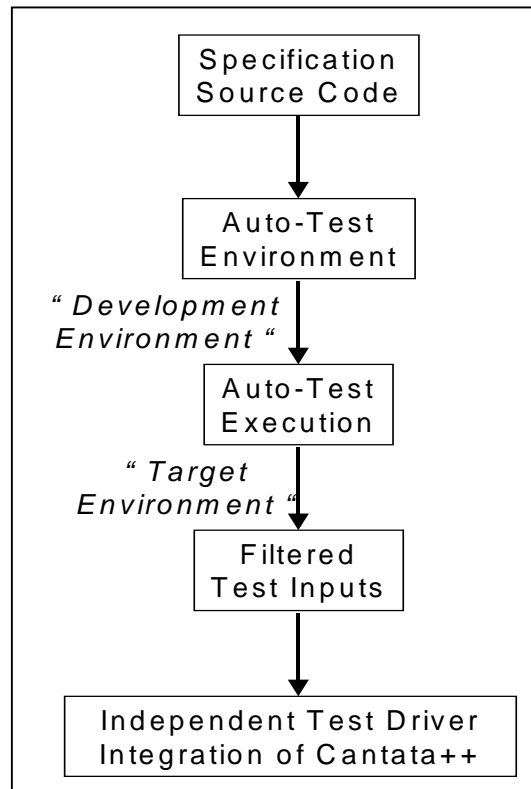 Specification
Source Code
Auto-Test
Environment
“ Development
Environment “
Auto-Test
Execution
“ Target
Environment “
Filtered
Test Inputs
Independent Test Driver
Integration of Cantata++